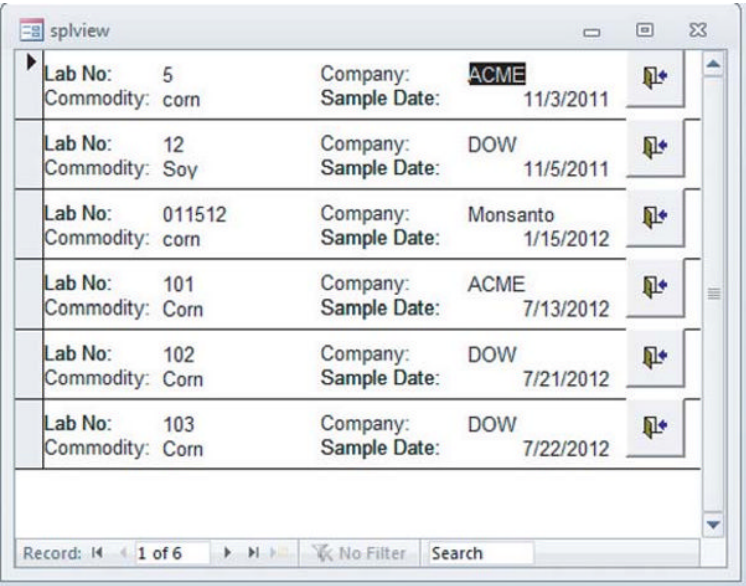 splview
Lab No: 5 Company: ACME
Commodity: corn Sample Date: 11/3/2011
Lab No: 12 Company: DOW
Commodity: Soy Sample Date: 11/5/2011
Lab No: 011512 Company: Monsanto
Commodity: corn Sample Date: 1/15/2012
Lab No: 101 Company: ACME
Commodity: Corn Sample Date: 7/13/2012
Lab No: 102 Company: DOW
Commodity: Corn Sample Date: 7/21/2012
Lab No: 103 Company: DOW
Commodity: Corn Sample Date: 7/22/2012
Record: 1 of 6 No Filter Search